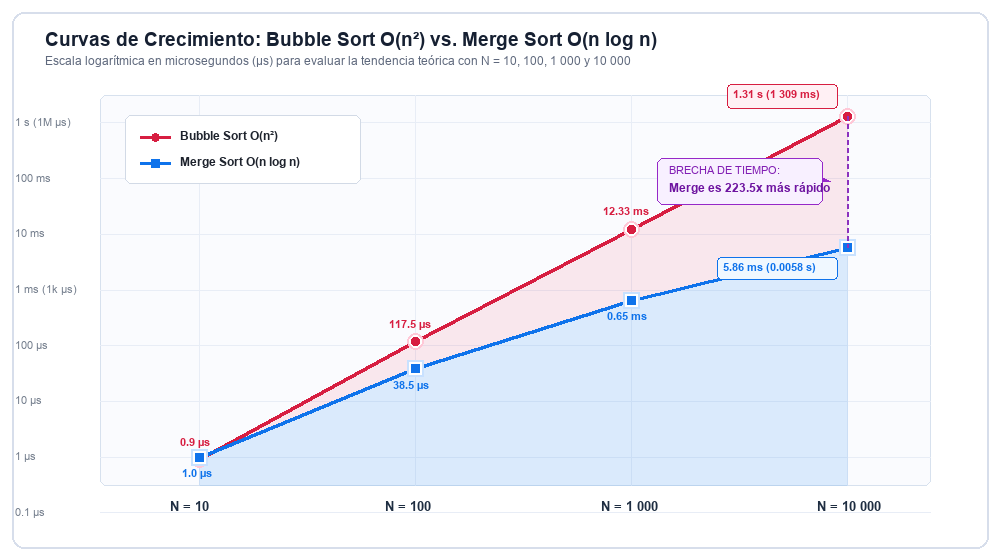 Curvas de Crecimiento: Bubble Sort O(n²) vs. Merge Sort O(n log n)
Escala logarítmica en microsegundos (µs) para evaluar la tendencia teórica con N = 10, 100, 1 000 y 10 000
1.31 s (1 309 ms)
1 s (1M µs)
Bubble Sort O(n²)
Merge Sort O(n log n)
BRECHA DE TIEMPO:
100 ms
Merge es 223.5x más rápido
12.33 ms
10 ms
5.86 ms (0.0058 s)
1 ms (1k µs)
0.65 ms
117.5 µs
100 µs
38.5 µs
10 µs
0.9 µs
1 µs
1.0 µs
N = 10
N = 100
N = 1 000
N = 10 000
0.1 µs